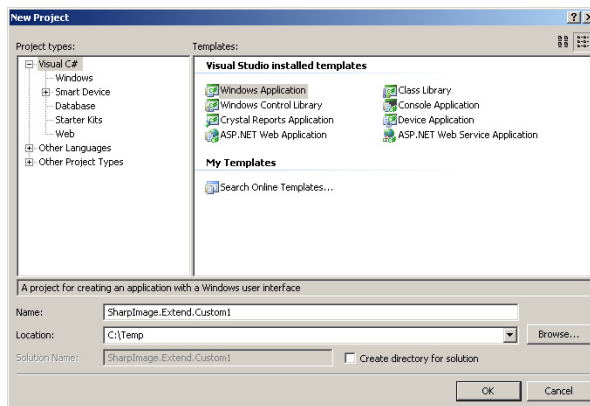 New Project
Project types:
Templates:
Visual C#
Windows
Smart Device
Database
Starter Kits
Web
Other Languages
Other Project Types
Visual Studio installed templates
Windows Application
Class Library
Windows Control Library
Console Application
Crystal Reports Application
Device Application
ASP.NET Web Application
ASP.NET Web Service Application
My Templates
Search Online Templates...
A project for creating an application with a Windows user interface
Name:
SharpImage.Extend.Custom1
Location:
C:\Temp
Browse...
Solution Name:
SharpImage.Extend.Custom1
Create directory for solution
OK
Cancel